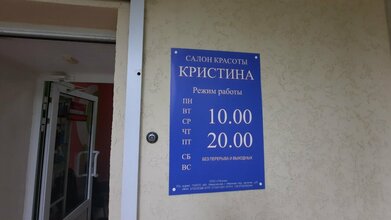 САЛОН КРАСОТЫ
КРИСТИНА
Режим работы
ПН
ВТ
СР
ЧТ
ПТ
СБ
ВС
10.00
20.00
БЕЗ ПЕРЕРЫВА И ВЫХОДНЫХ